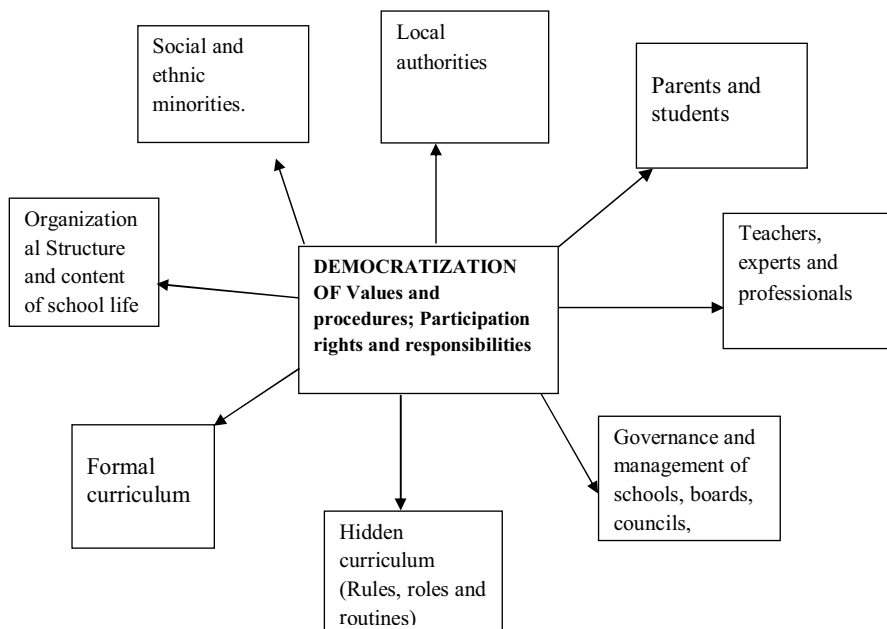 Social and
ethnic
minorities.
Local
authorities
Parents and
students
Organization
al Structure
and content
of school life
DEMOCRATIZATION
OF Values and
procedures; Participation
rights and responsibilities
Teachers,
experts and
professionals
Formal
curriculum
Hidden
curriculum
(Rules, roles and
routines)
Governance and
management of
schools, boards,
councils,